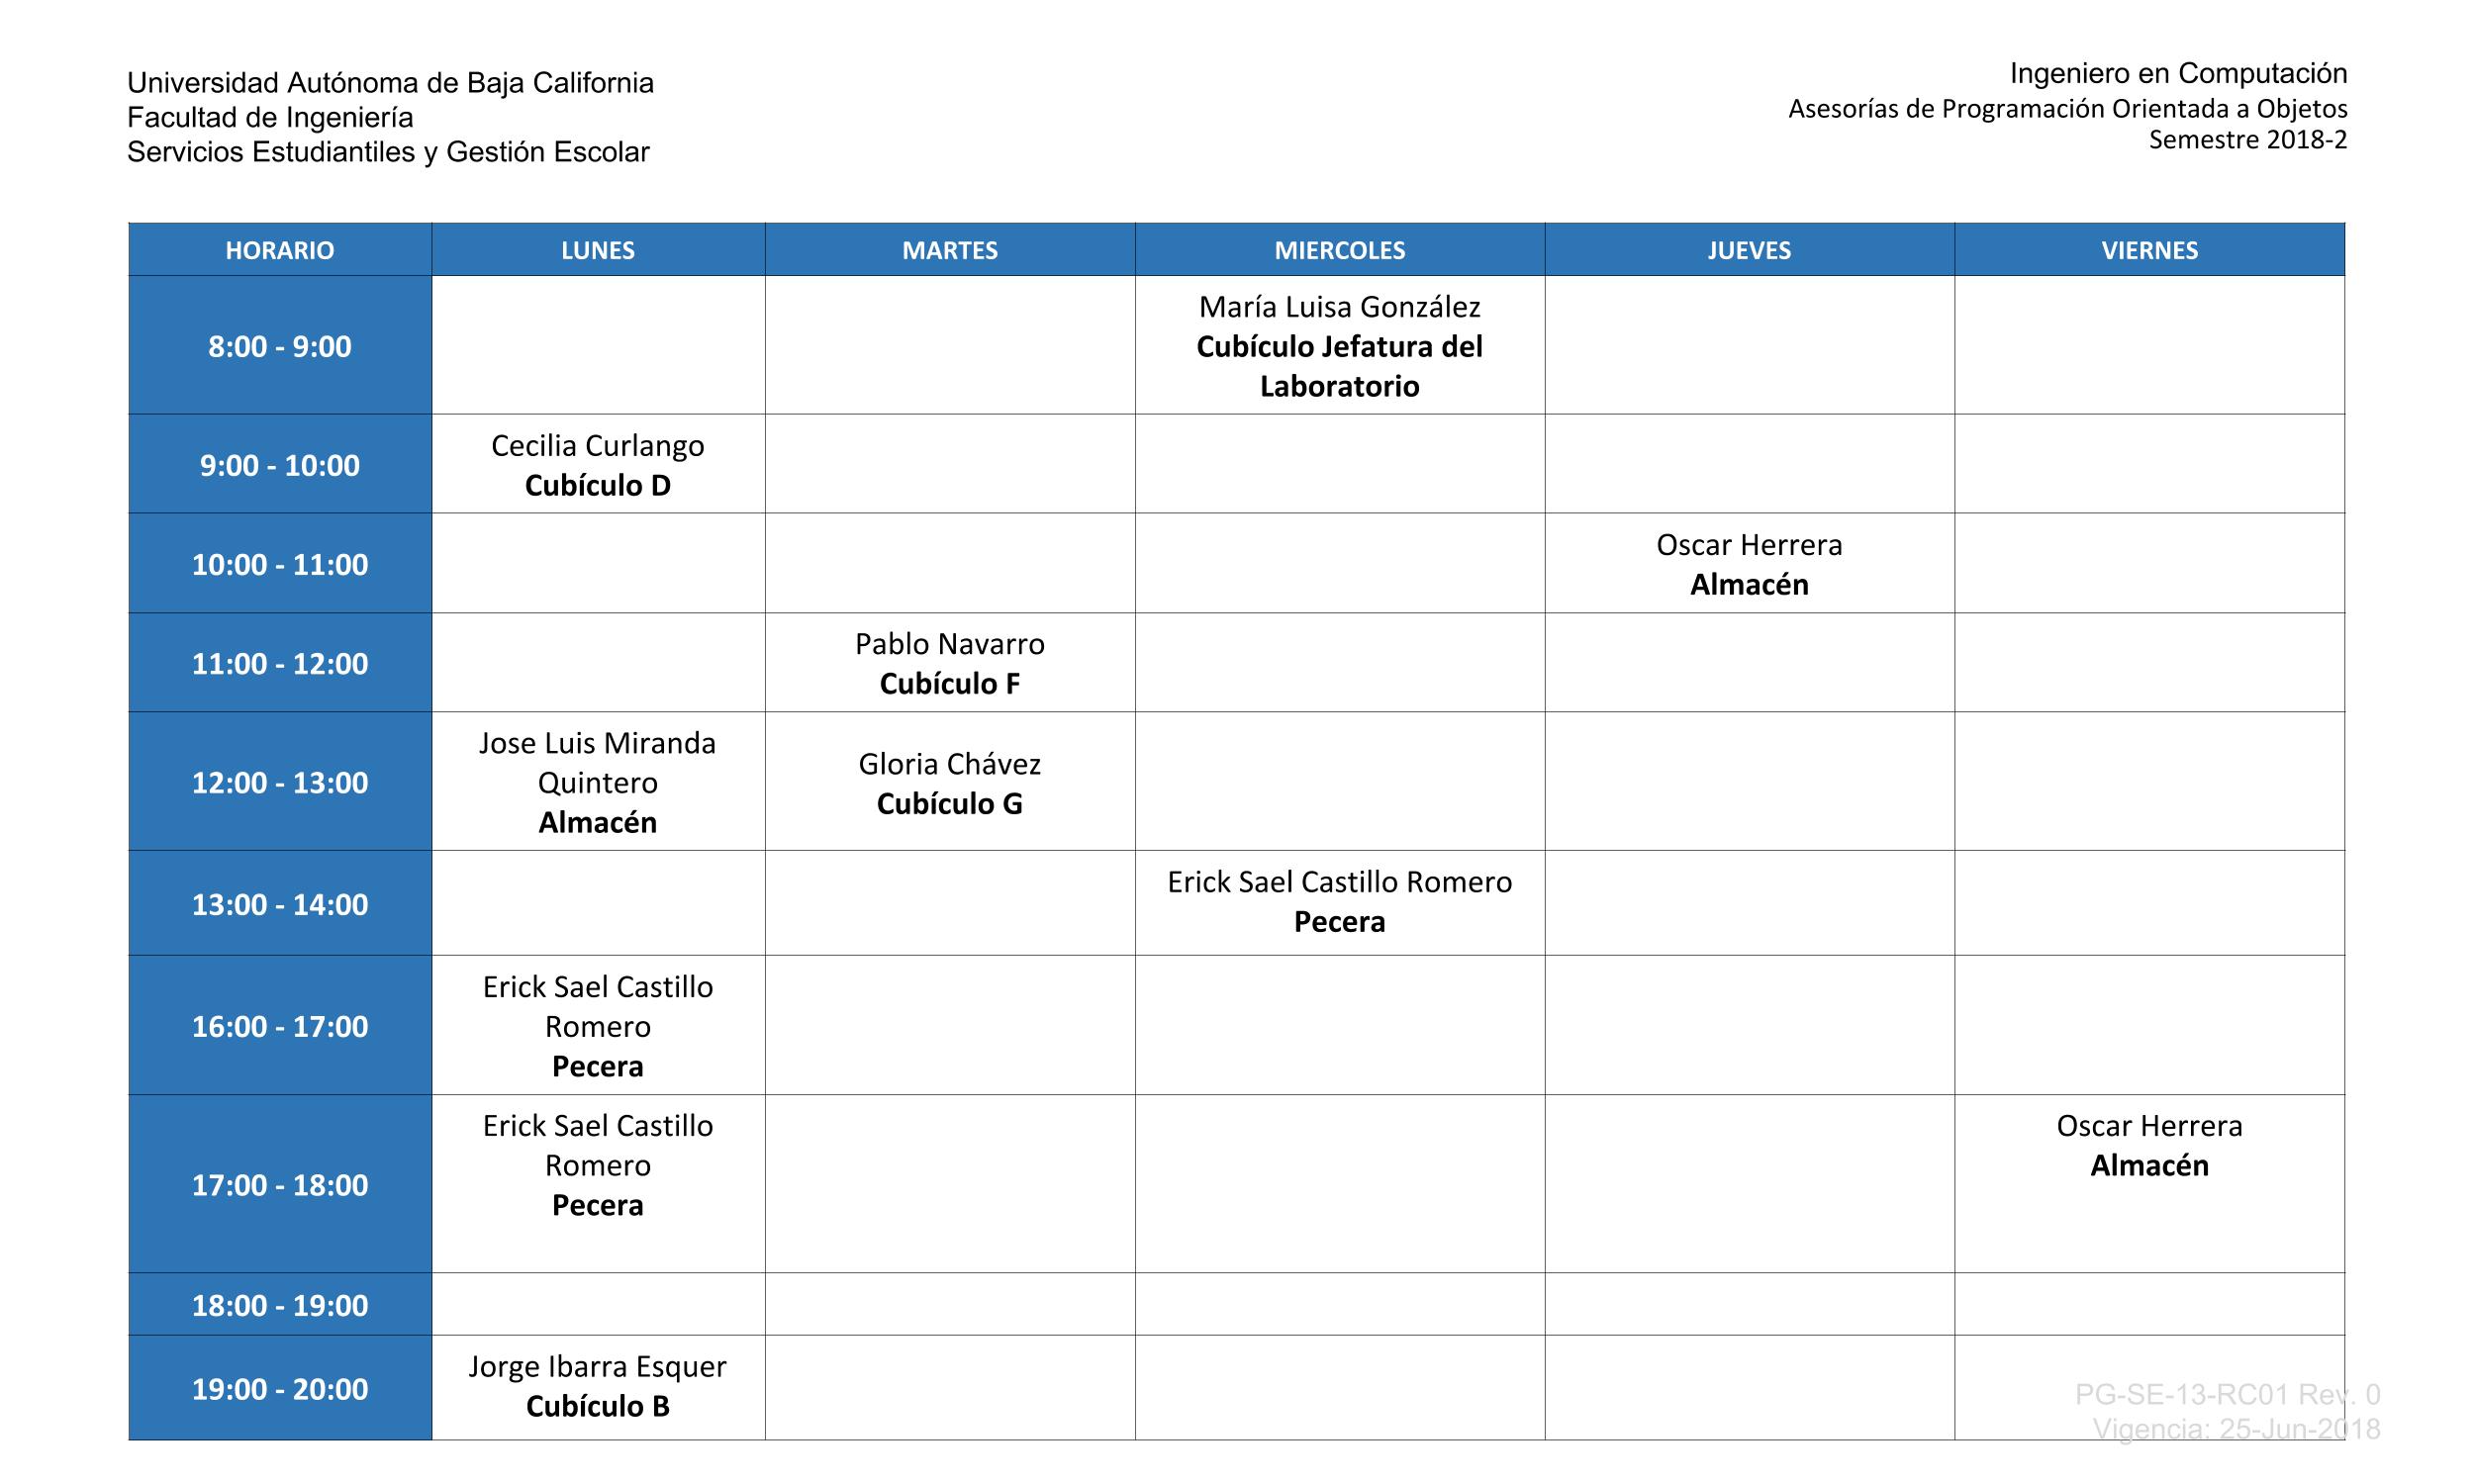 Universidad Autónoma de Baja California
Facultad de Ingeniería
Servicios Estudiantiles y Gestión Escolar
Ingeniero en Computación
Asesorías de Programación Orientada a Objetos
Semestre 2018-2
HORARIO LUNES MARTES MIERCOLES JUEVES VIERNES
8:00 - 9:00
María Luisa González
Cubículo Jefatura del
Laboratorio
9:00 - 10:00
Cecilia Curlango
Cubículo D
10:00 - 11:00
Oscar Herrera
Almacén
11:00 - 12:00
Pablo Navarro
Cubículo F
12:00 - 13:00
Jose Luis Miranda
Quintero
Almacén
Gloria Chávez
Cubículo G
13:00 - 14:00
Erick Sael Castillo Romero
Pecera
16:00 - 17:00
Erick Sael Castillo
Romero
Pecera
17:00 - 18:00
Erick Sael Castillo
Romero
Pecera
Oscar Herrera
Almacén
18:00 - 19:00
19:00 - 20:00
Jorge Ibarra Esquer
Cubículo B
PG-SE-13-RC01 Rev. 0
Vigencia: 25-Jun-2018